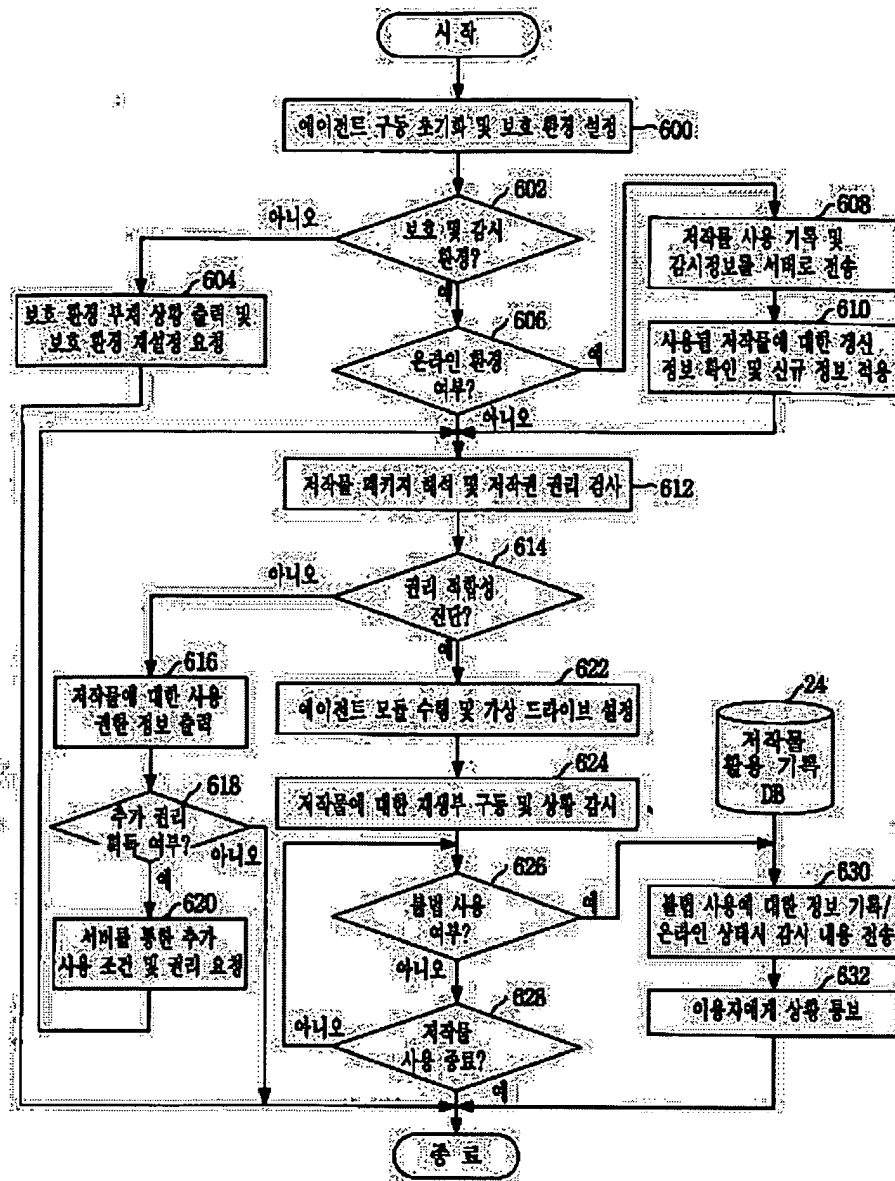 시작
에이전트 구동 초기화 및 보호 환경 설정
600
602
보호 및 감시
환경?
아니오
예
604
보호 환경 부재 상황 출력 및
보호 환경 재설정 요청
606
온라인 환경
여부?
예
아니오
608
저작물 사용 기록 및
감시정보를 서버로 전송
610
사용될 저작물에 대한 갱신
정보 확인 및 신규 정보 적용
저작물 패키지 해석 및 저작권 권리 검사
612
614
권리 적합성
진단?
아니오
예
616
저작물에 대한 사용
권한 정보 출력
618
추가 권리
획득 여부?
아니오
예
620
서버를 통한 추가
사용 조건 및 권리 요청
622
에이전트 모듈 수행 및 가상 드라이브 설정
624
저작물에 대한 재생부 구동 및 상황 감시
626
불법 사용
여부?
예
아니오
628
저작물
사용 종료?
아니오
예
24
저작물
활용 기록
DB
630
불법 사용에 대한 정보 기록/
온라인 상태시 감시 내용 전송
632
이용자에게 상황 통보
종료